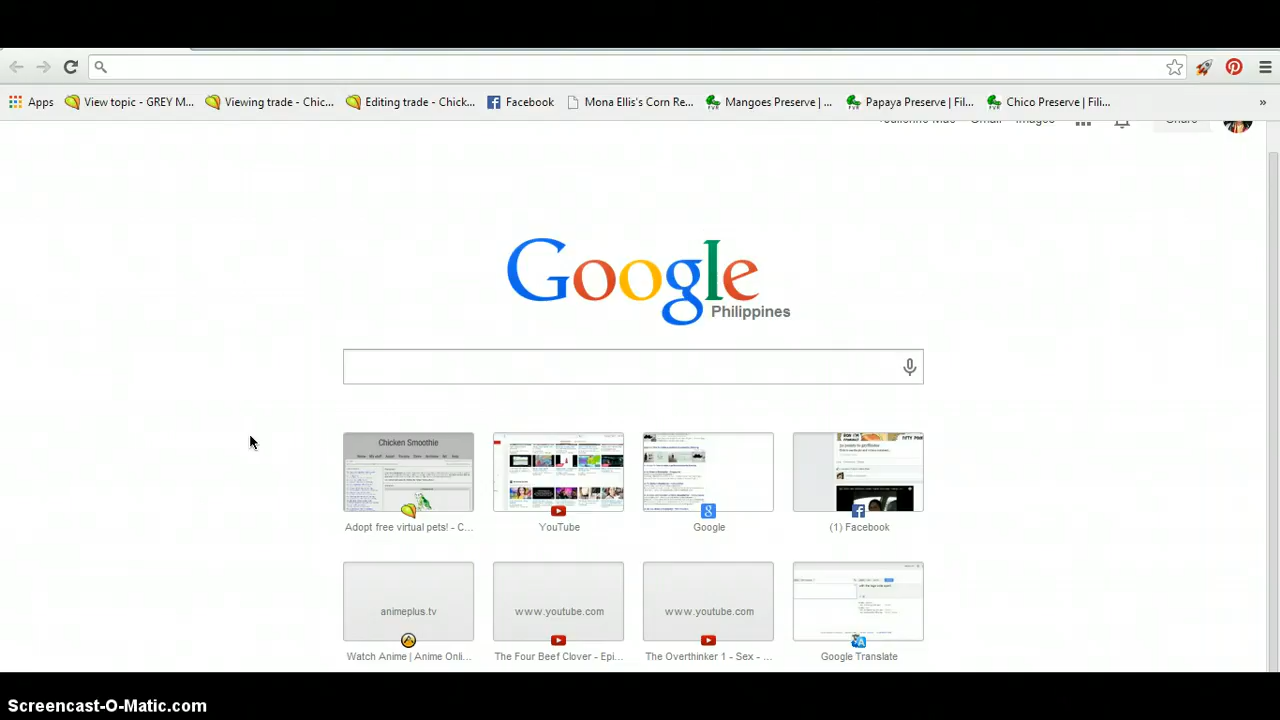 Apps View topic - GREY M... Viewing trade - Chic... Editing trade - Chick... Facebook Mona Ellis's Corn Re... Mangoes Preserve | ... Papaya Preserve | Fil... Chico Preserve | Fili... »
Gmail Images Share
Google
Philippines
Chicken Smoothie
Adopt free virtual pets! - C... YouTube Google (1) Facebook
animeplus.tv www.youtube.com www.youtube.com
Watch Anime | Anime Onli... The Four Beef Clover - Epi... The Overthinker 1 - Sex - ... Google Translate
Screencast-O-Matic.com